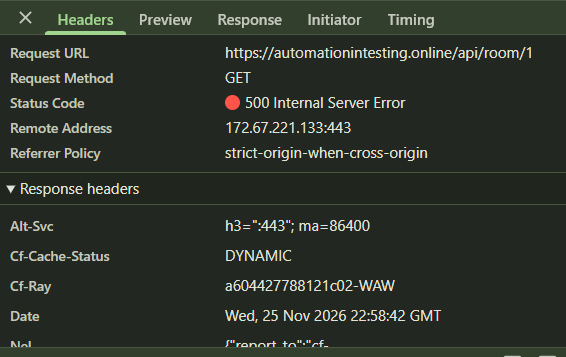 Headers Preview Response Initiator Timing
Request URL https://automationintesting.online/api/room/1
Request Method GET
Status Code 500 Internal Server Error
Remote Address 172.67.221.133:443
Referrer Policy strict-origin-when-cross-origin
Response headers
Alt-Svc h3=":443"; ma=86400
Cf-Cache-Status DYNAMIC
Cf-Ray a604427788121c02-WAW
Date Wed, 25 Nov 2026 22:58:42 GMT
Nel {"report_to":"cf-